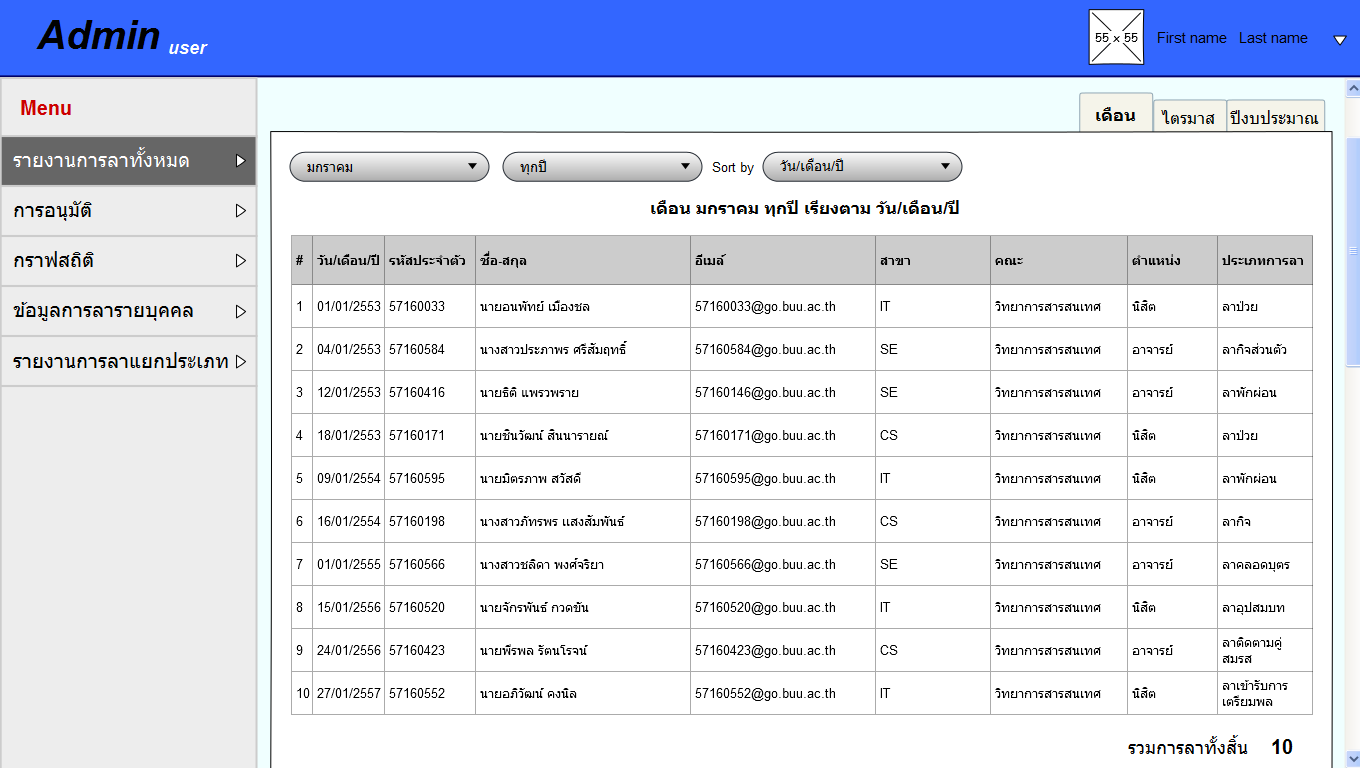 Admin user
55 x 55 First name Last name
Menu
รายงานการลาทั้งหมด
การอนุมัติ
กราฟสถิติ
ข้อมูลการลารายบุคคล
รายงานการลาแยกประเภท
เดือน ไตรมาส ปีงบประมาณ
มกราคม ทุกปี Sort by วัน/เดือน/ปี
เดือน มกราคม ทุกปี เรียงตาม วัน/เดือน/ปี
# วัน/เดือน/ปี รหัสประจำตัว ชื่อ-สกุล อีเมล์ สาขา คณะ ตำแหน่ง ประเภทการลา
1 01/01/2553 57160033 นายอนพัทย์ เมืองชล 57160033@go.buu.ac.th IT วิทยาการสารสนเทศ นิสิต ลาป่วย
2 04/01/2553 57160584 นางสาวประภาพร ศรีสัมฤทธิ์ 57160584@go.buu.ac.th SE วิทยาการสารสนเทศ อาจารย์ ลากิจส่วนตัว
3 12/01/2553 57160416 นายธิติ แพรวพราย 57160146@go.buu.ac.th SE วิทยาการสารสนเทศ อาจารย์ ลาพักผ่อน
4 18/01/2553 57160171 นายชินวัฒน์ สินนารายณ์ 57160171@go.buu.ac.th CS วิทยาการสารสนเทศ นิสิต ลาป่วย
5 09/01/2554 57160595 นายมิตรภาพ สวัสดี 57160595@go.buu.ac.th IT วิทยาการสารสนเทศ นิสิต ลาพักผ่อน
6 16/01/2554 57160198 นางสาวภัทรพร แสงสัมพันธ์ 57160198@go.buu.ac.th CS วิทยาการสารสนเทศ อาจารย์ ลากิจ
7 01/01/2555 57160566 นางสาวชลิดา พงศ์จริยา 57160566@go.buu.ac.th SE วิทยาการสารสนเทศ อาจารย์ ลาคลอดบุตร
8 15/01/2556 57160520 นายจักรพันธ์ กวดขัน 57160520@go.buu.ac.th IT วิทยาการสารสนเทศ นิสิต ลาอุปสมบท
9 24/01/2556 57160423 นายพีรพล รัตนโรจน์ 57160423@go.buu.ac.th CS วิทยาการสารสนเทศ อาจารย์ ลาติดตามคู่
สมรส
10 27/01/2557 57160552 นายอภิวัฒน์ คงนิล 57160552@go.buu.ac.th IT วิทยาการสารสนเทศ นิสิต ลาเข้ารับการ
เตรียมพล
รวมการลาทั้งสิ้น 10